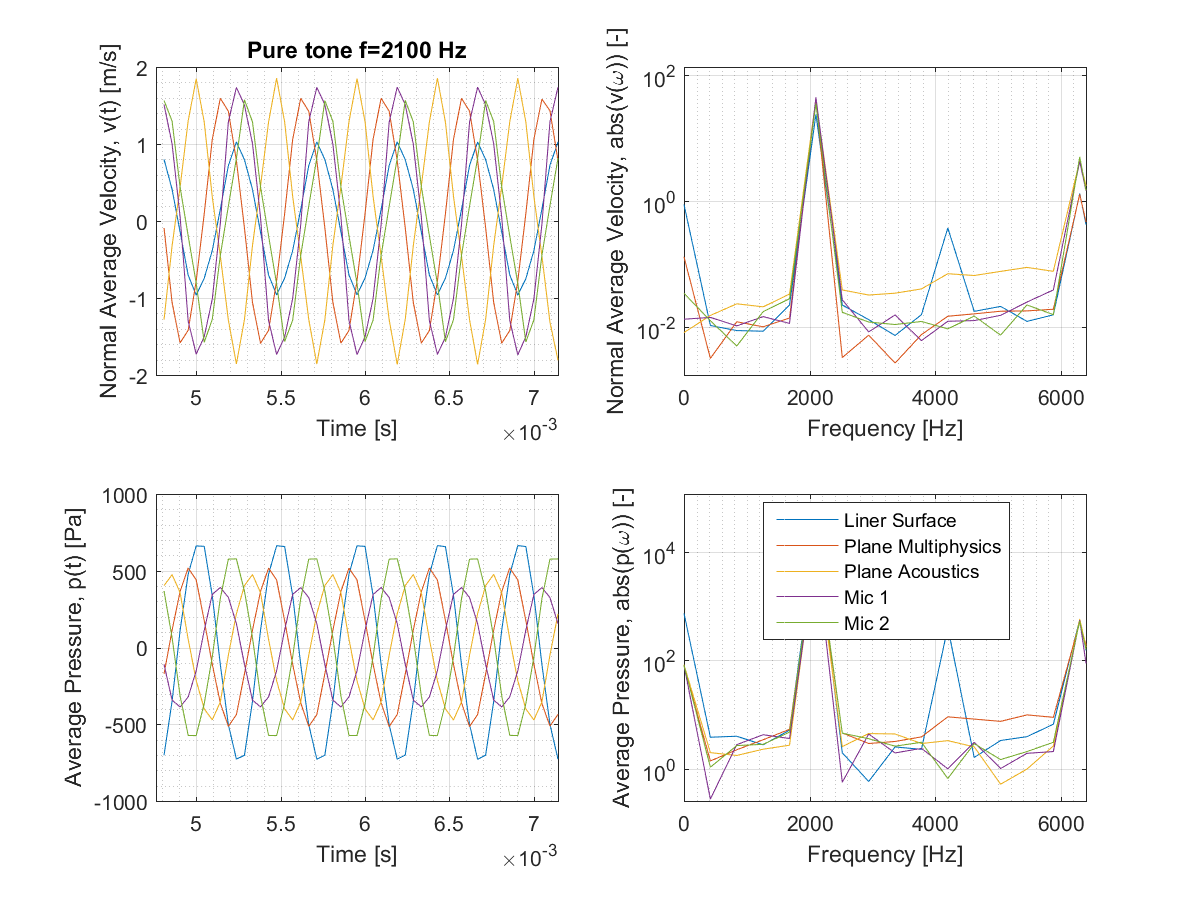 Pure tone f=2100 Hz
Normal Average Velocity, v(t) [m/s]
2
1
0
-1
-2
5
5.5
6
6.5
7
Time [s]
×10-3
Normal Average Velocity, abs(v(ω)) [-]
102
100
10-2
0
2000
4000
6000
Frequency [Hz]
Average Pressure, p(t) [Pa]
1000
500
0
-500
-1000
5
5.5
6
6.5
7
Time [s]
×10-3
Average Pressure, abs(p(ω)) [-]
104
102
100
Liner Surface
Plane Multiphysics
Plane Acoustics
Mic 1
Mic 2
0
2000
4000
6000
Frequency [Hz]